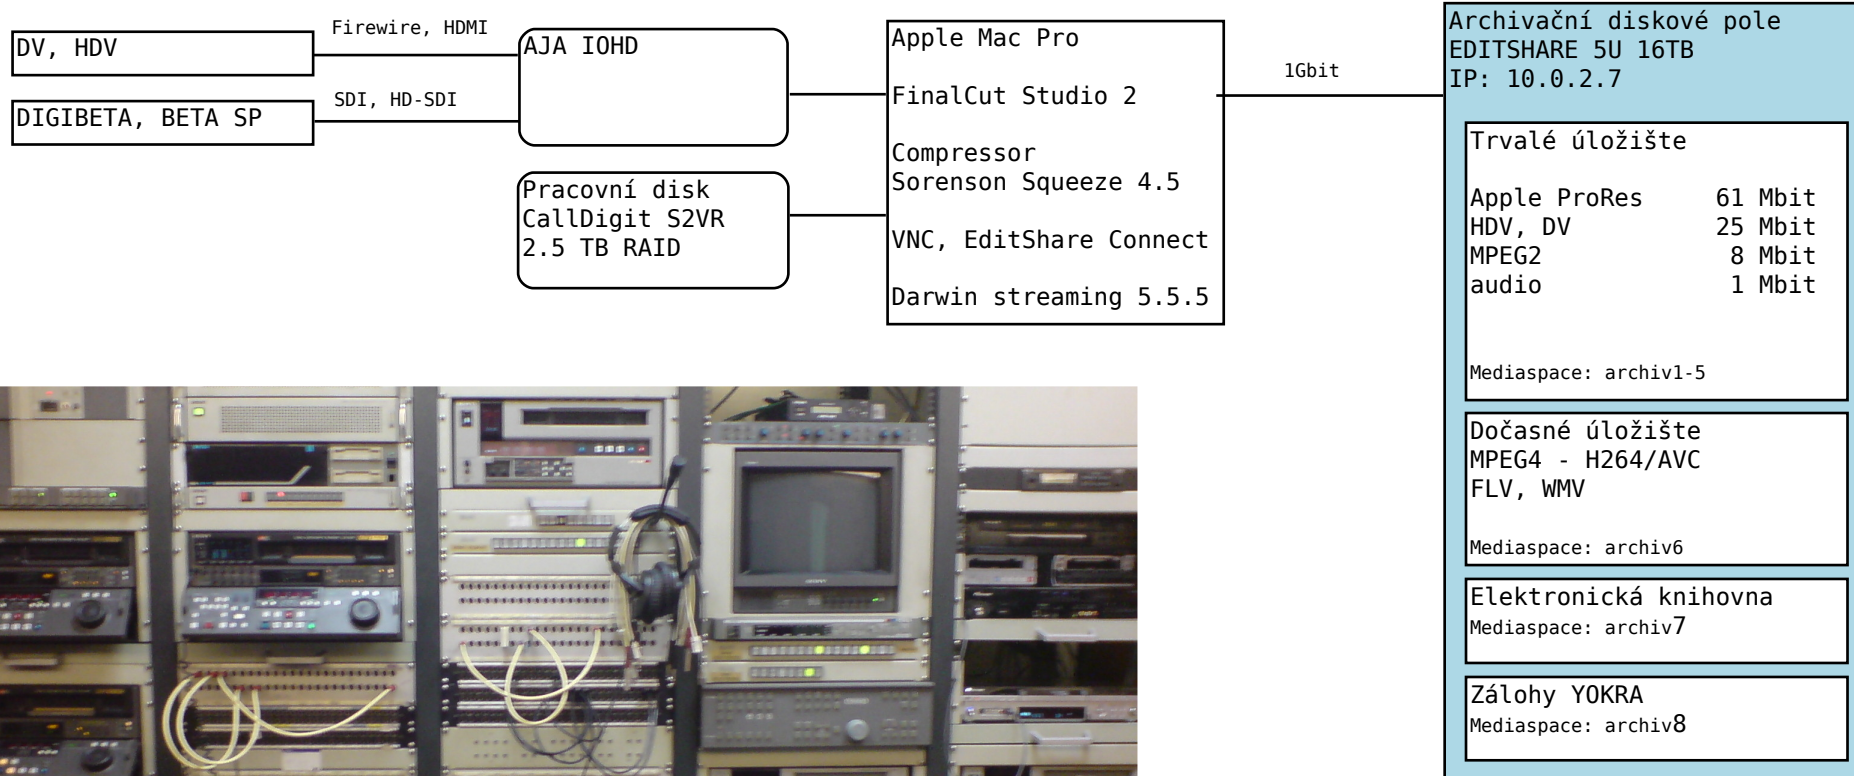 DV, HDV
Firewire, HDMI
DIGIBETA, BETA SP
SDI, HD-SDI
AJA IOHD
Pracovní disk
CallDigit S2VR
2.5 TB RAID
Apple Mac Pro
FinalCut Studio 2
Compressor
Sorenson Squeeze 4.5
VNC, EditShare Connect
Darwin streaming 5.5.5
1Gbit
Archivační diskové pole
EDITSHARE 5U 16TB
IP: 10.0.2.7
Trvalé úložište
Apple ProRes 61 Mbit
HDV, DV 25 Mbit
MPEG2 8 Mbit
audio 1 Mbit
Mediaspace: archiv1-5
Dočasné úložište
MPEG4 - H264/AVC
FLV, WMV
Mediaspace: archiv6
Elektronická knihovna
Mediaspace: archiv7
Zálohy YOKRA
Mediaspace: archiv8